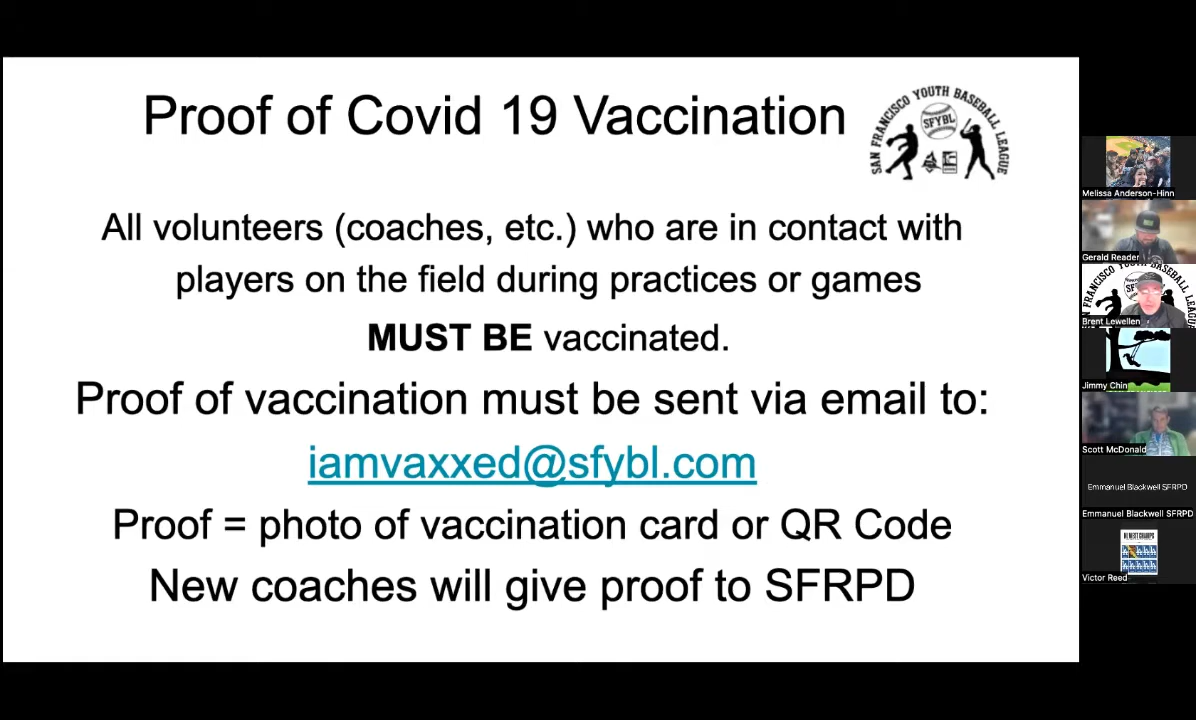 Proof of Covid 19 Vaccination
SAN FRANCISCO YOUTH BASEBALL LEAGUE
SFYBL
All volunteers (coaches, etc.) who are in contact with
players on the field during practices or games
MUST BE vaccinated.
Proof of vaccination must be sent via email to:
iamvaxxed@sfybl.com
Proof = photo of vaccination card or QR Code
New coaches will give proof to SFRPD
Melissa Anderson-Hinn
Gerald Reader
Brent Lewellen
Jimmy Chin
Scott McDonald
Emmanuel Blackwell SFRPD
Emmanuel Blackwell SFRPD
Victor Reed